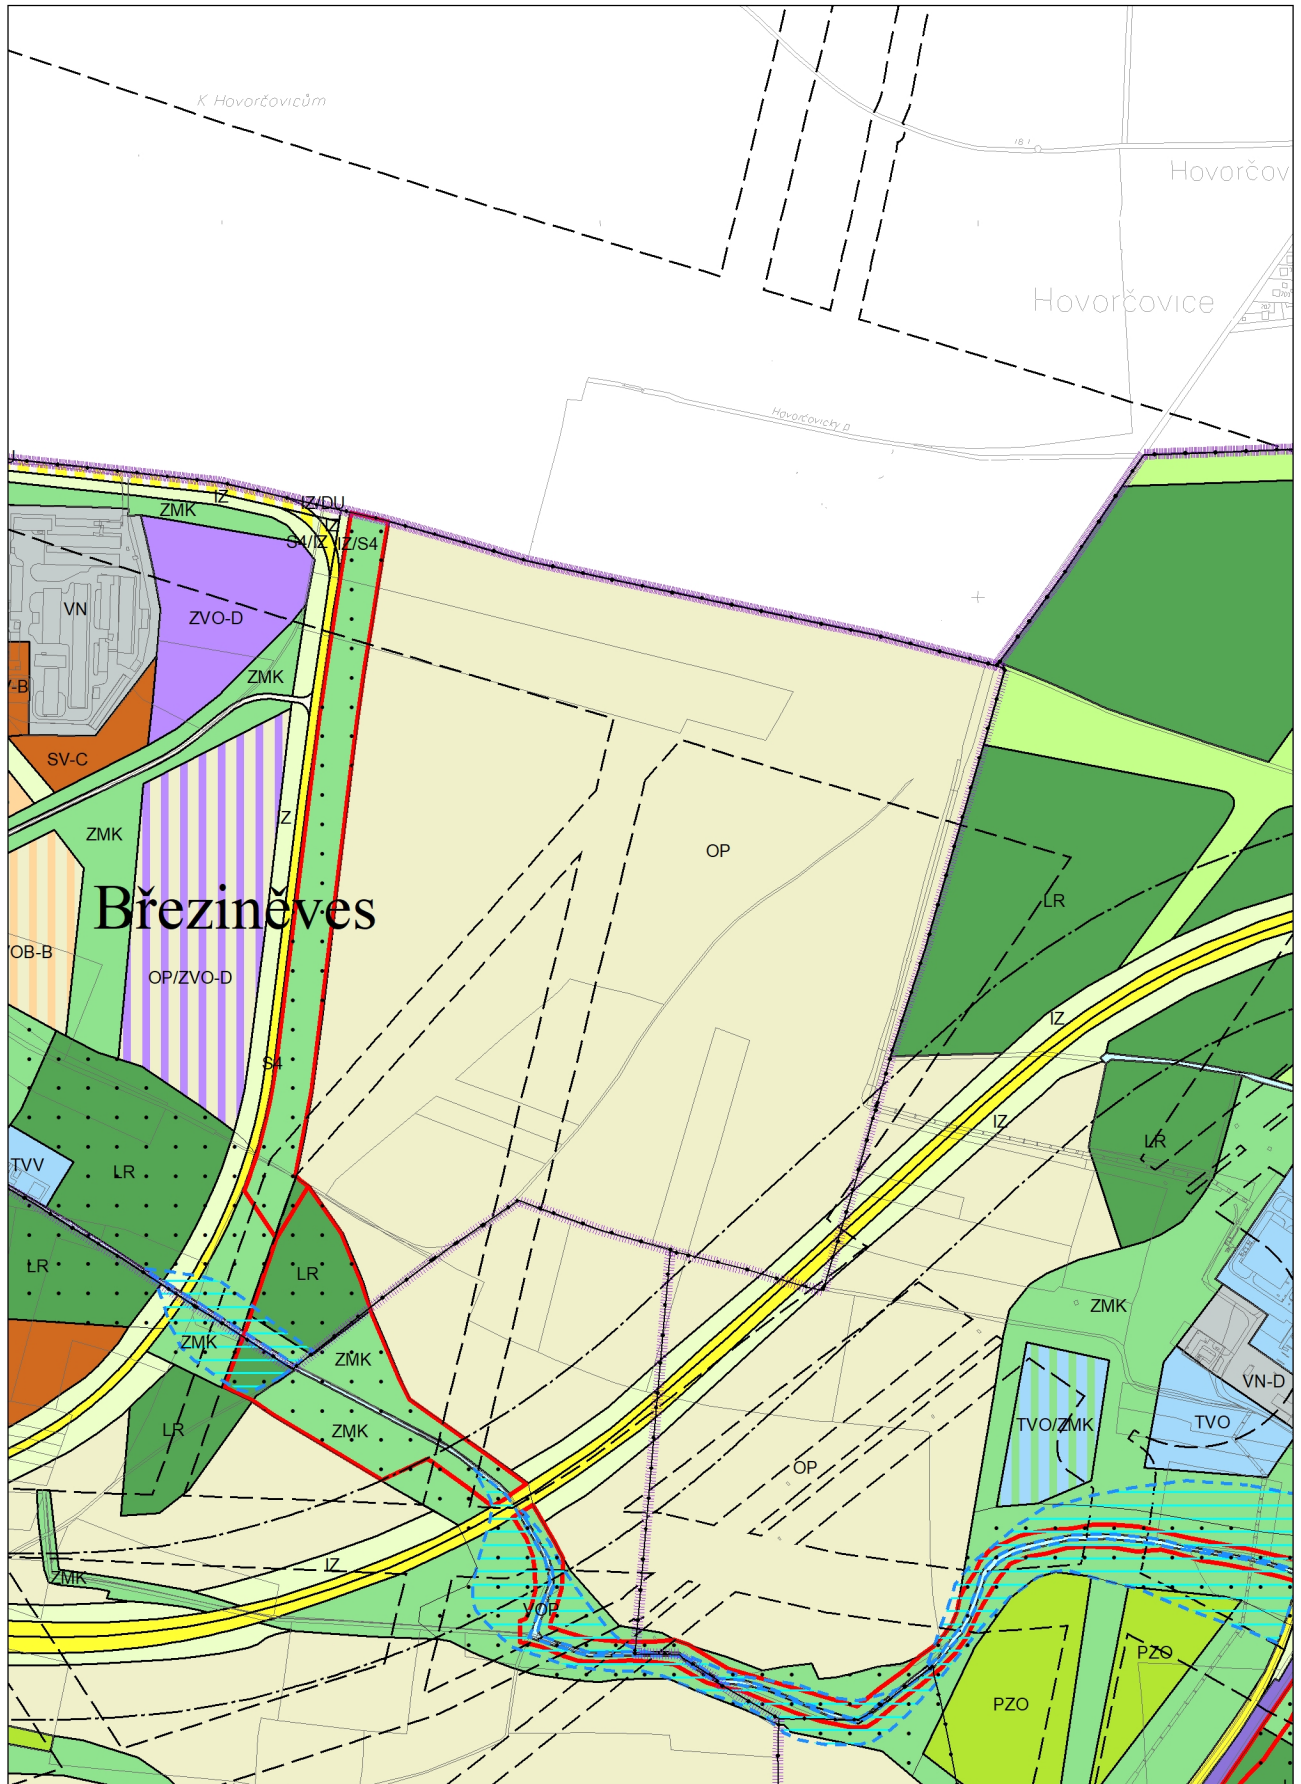 K Hovorčovicům
181
Hovorčov
Hovorčovice
Hovorčovický p
IZ
IZ/DU
ZMK
IZ
S4/IZ
IZ/S4
VN
ZVO-D
ZMK
-B
SV-C
IZ
ZMK
OP
LR
Březiněves
OB-B
OP/ZVO-D
IZ
S4
IZ
LR
TVV
LR
LR
LR
ZMK
ZMK
ZMK
VN-D
ZMK
LR
TVO/ZMK
TVO
OP
IZ
ZMK
VOP
PZO
PZO